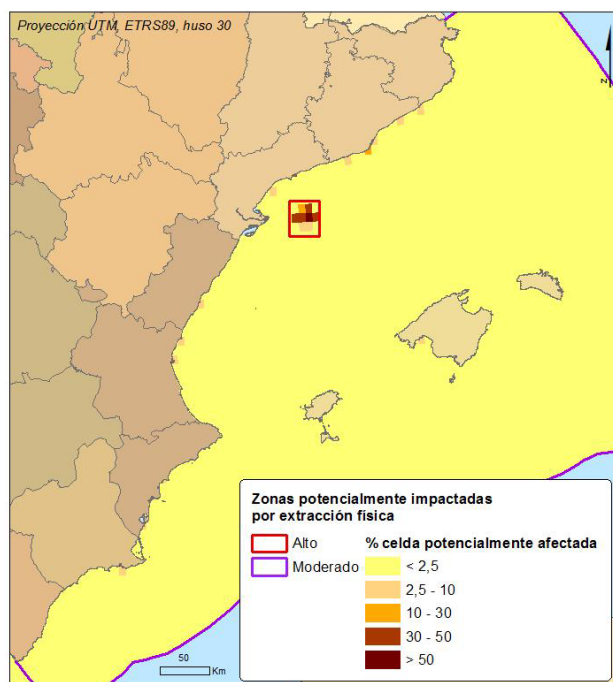 Proyección UTM, ETRS89, huso 30
N
Zonas potencialmente impactadas
por extracción física
Alto
Moderado
% celda potencialmente afectada
< 2,5
2,5 - 10
10 - 30
30 - 50
> 50
50
Km